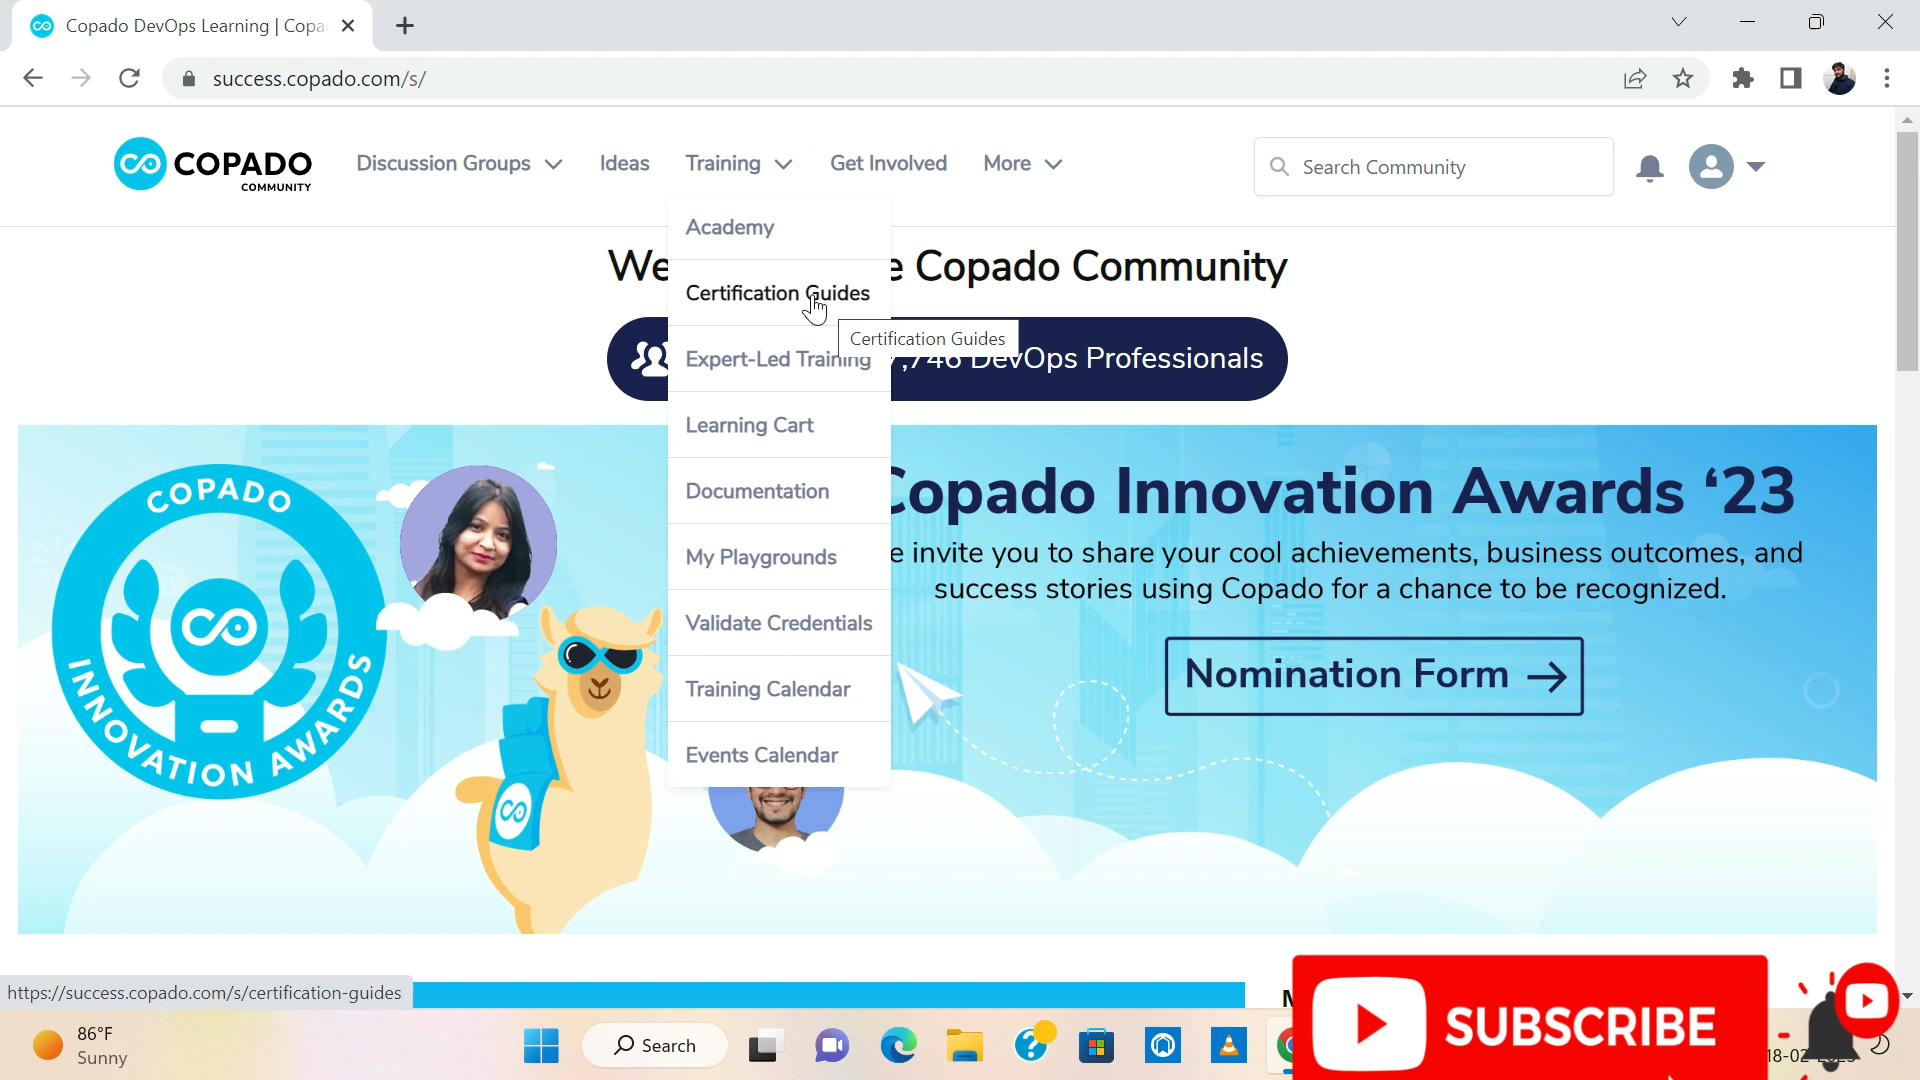 Copado DevOps Learning | Copa
success.copado.com/s/
COPADO
COMMUNITY
Discussion Groups
Ideas
Training
Get Involved
More
Search Community
Academy
Certification Guides
Expert-Led Training
Learning Cart
Documentation
My Playgrounds
Validate Credentials
Training Calendar
Events Calendar
Certification Guides
Copado Community
DevOps Professionals
COPADO
INNOVATION AWARDS
Copado Innovation Awards ‘23
invite you to share your cool achievements, business outcomes, and
success stories using Copado for a chance to be recognized.
Nomination Form
https://success.copado.com/s/certification-guides
86°F
Sunny
Search
SUBSCRIBE